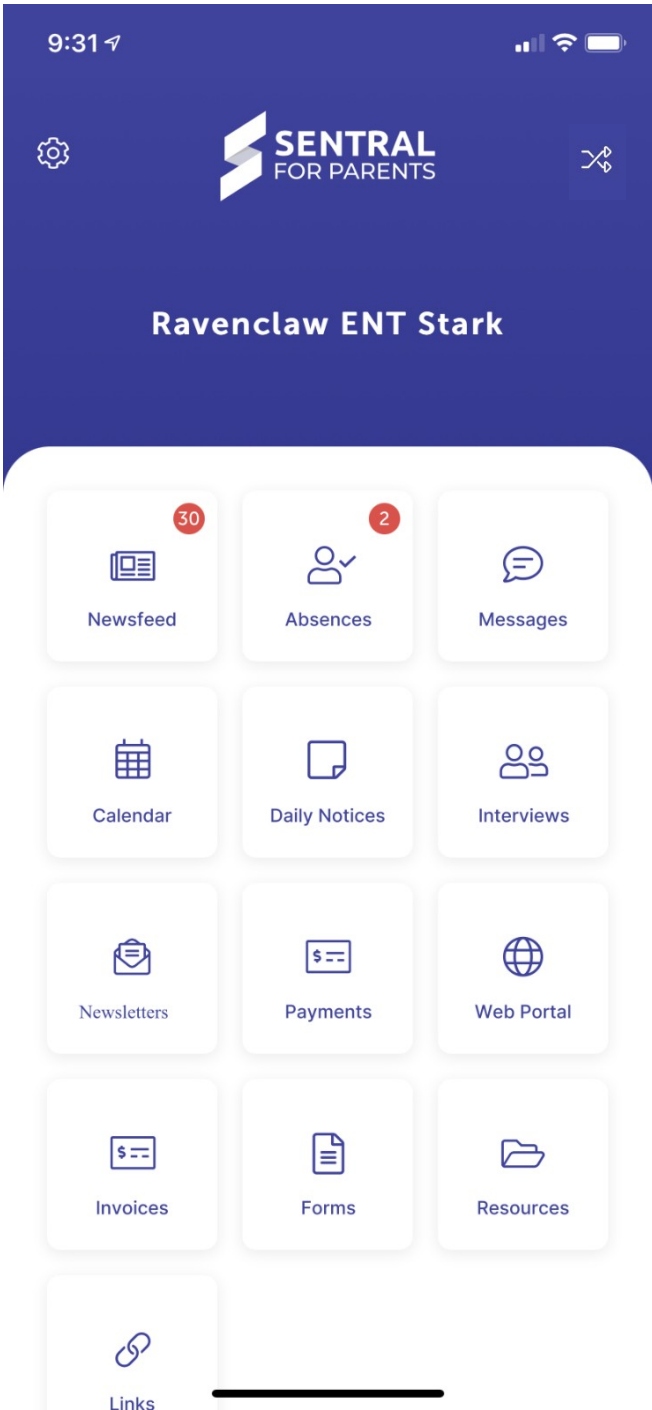 9:31
SENTRAL
FOR PARENTS
Ravenclaw ENT Stark
30
2
Newsfeed
Absences
Messages
Calendar
Daily Notices
Interviews
Newsletters
Payments
Web Portal
Invoices
Forms
Resources
Links